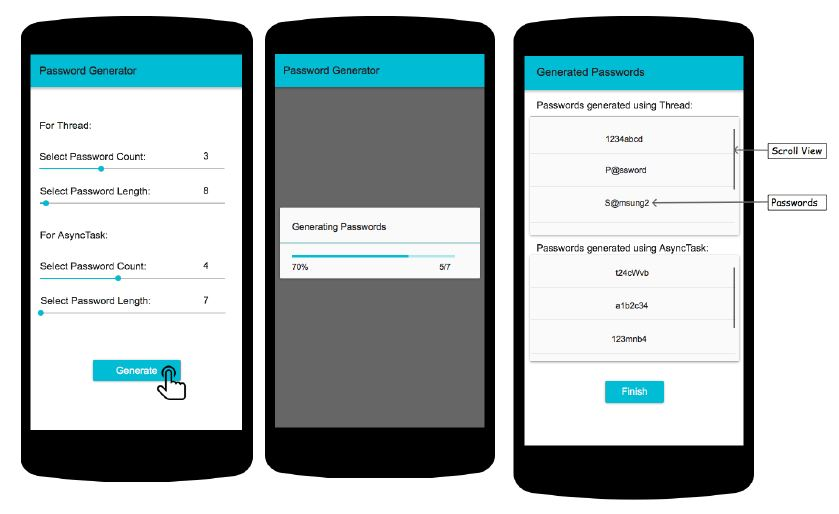 Password Generator
For Thread:
Select Password Count: 3
Select Password Length: 8
For AsyncTask:
Select Password Count: 4
Select Password Length: 7
Generate
Password Generator
Generating Passwords
70% 5/7
Generated Passwords
Passwords generated using Thread:
1234abcd
P@ssword
S@msung2
Passwords generated using AsyncTask:
t24cWvb
a1b2c34
123mnb4
Finish
Scroll View
Passwords